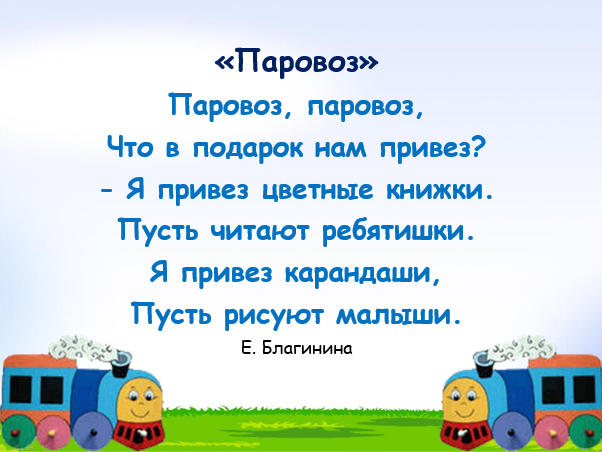 «Паровоз»
Паровоз, паровоз,
Что в подарок нам привез?
- Я привез цветные книжки.
Пусть читают ребятишки.
Я привез карандаши,
Пусть рисуют малыши.
Е. Благинина